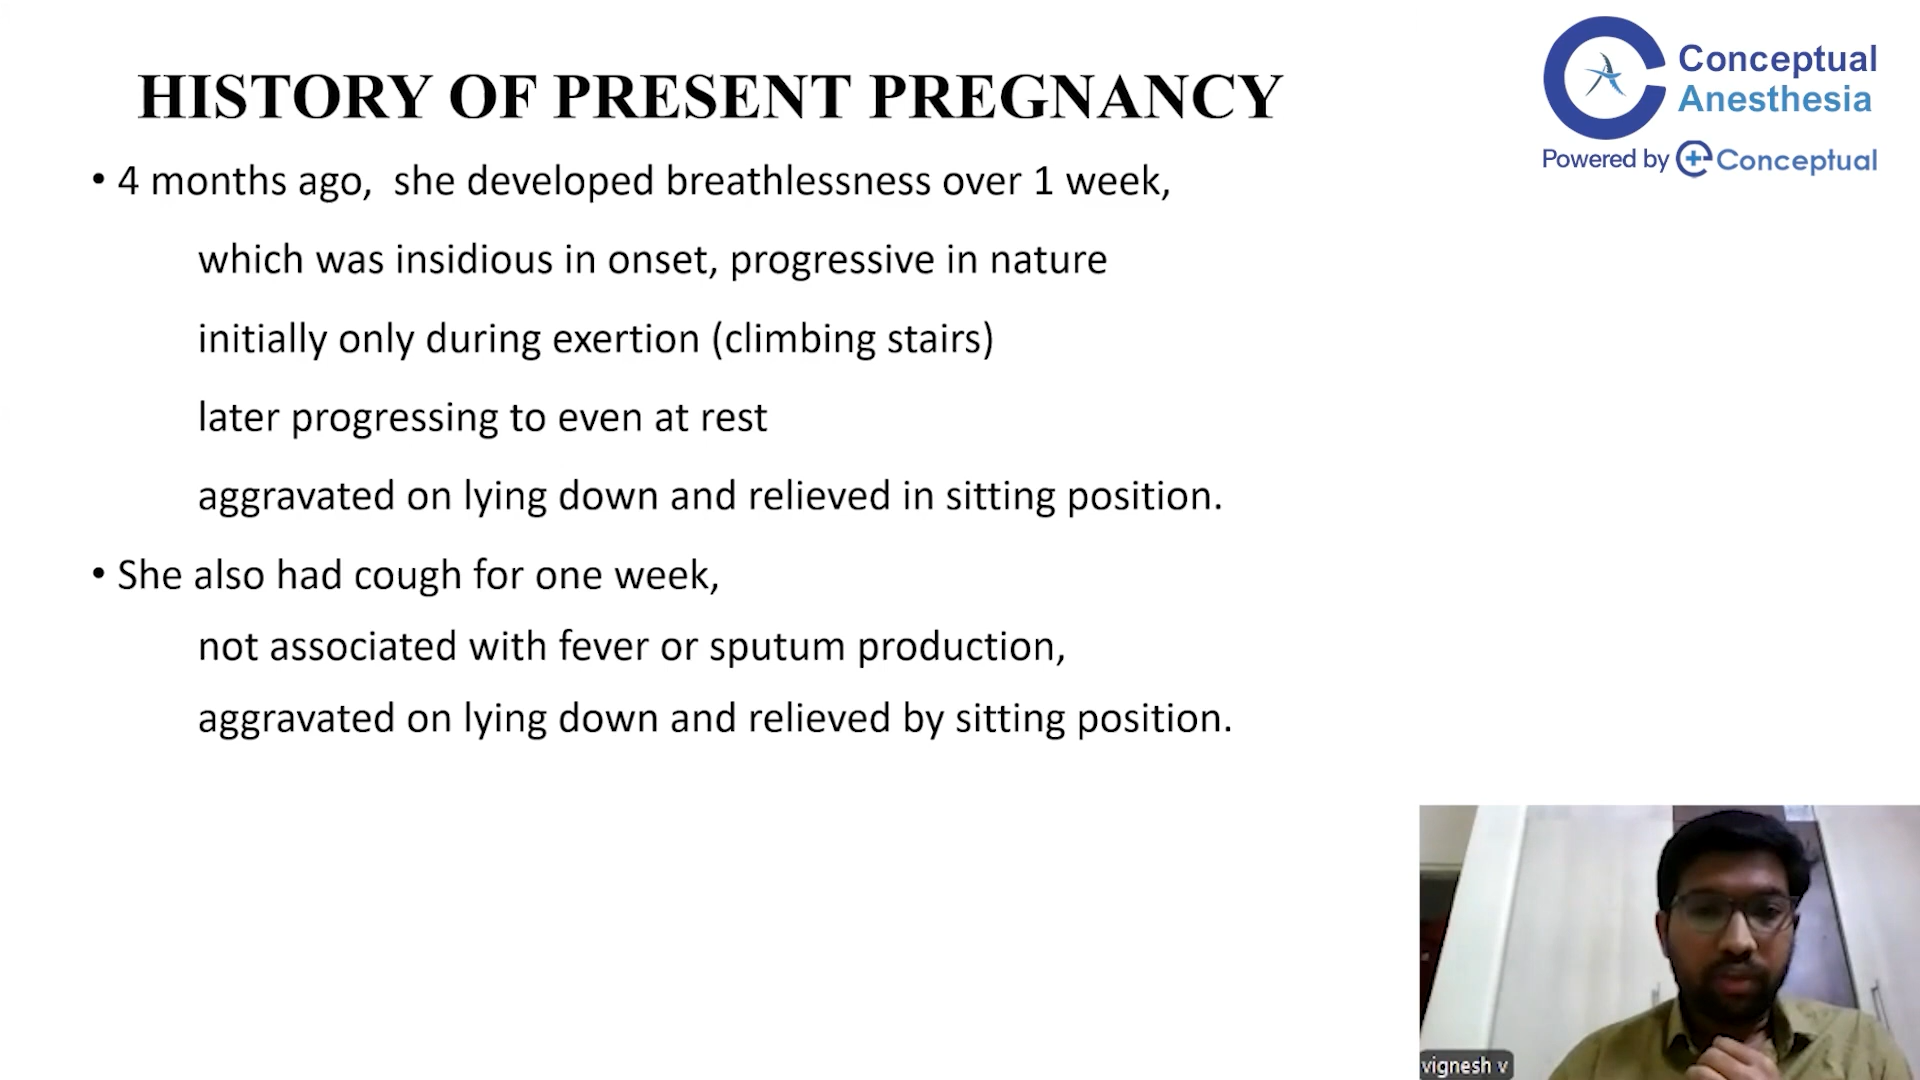 HISTORY OF PRESENT PREGNANCY
Conceptual
Anesthesia
Powered by Conceptual
• 4 months ago, she developed breathlessness over 1 week,
which was insidious in onset, progressive in nature
initially only during exertion (climbing stairs)
later progressing to even at rest
aggravated on lying down and relieved in sitting position.
• She also had cough for one week,
not associated with fever or sputum production,
aggravated on lying down and relieved by sitting position.
vignesh v